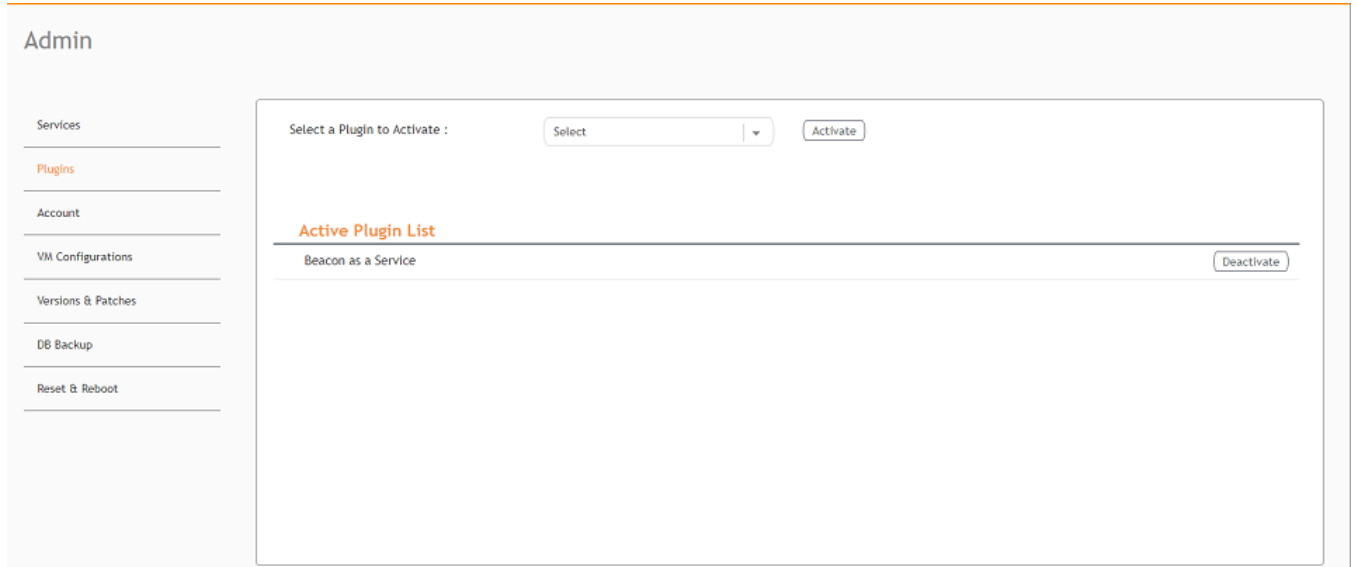 Admin
Services
Plugins
Account
VM Configurations
Versions & Patches
DB Backup
Reset & Reboot
Select a Plugin to Activate : Select Activate
Active Plugin List
Beacon as a Service Deactivate